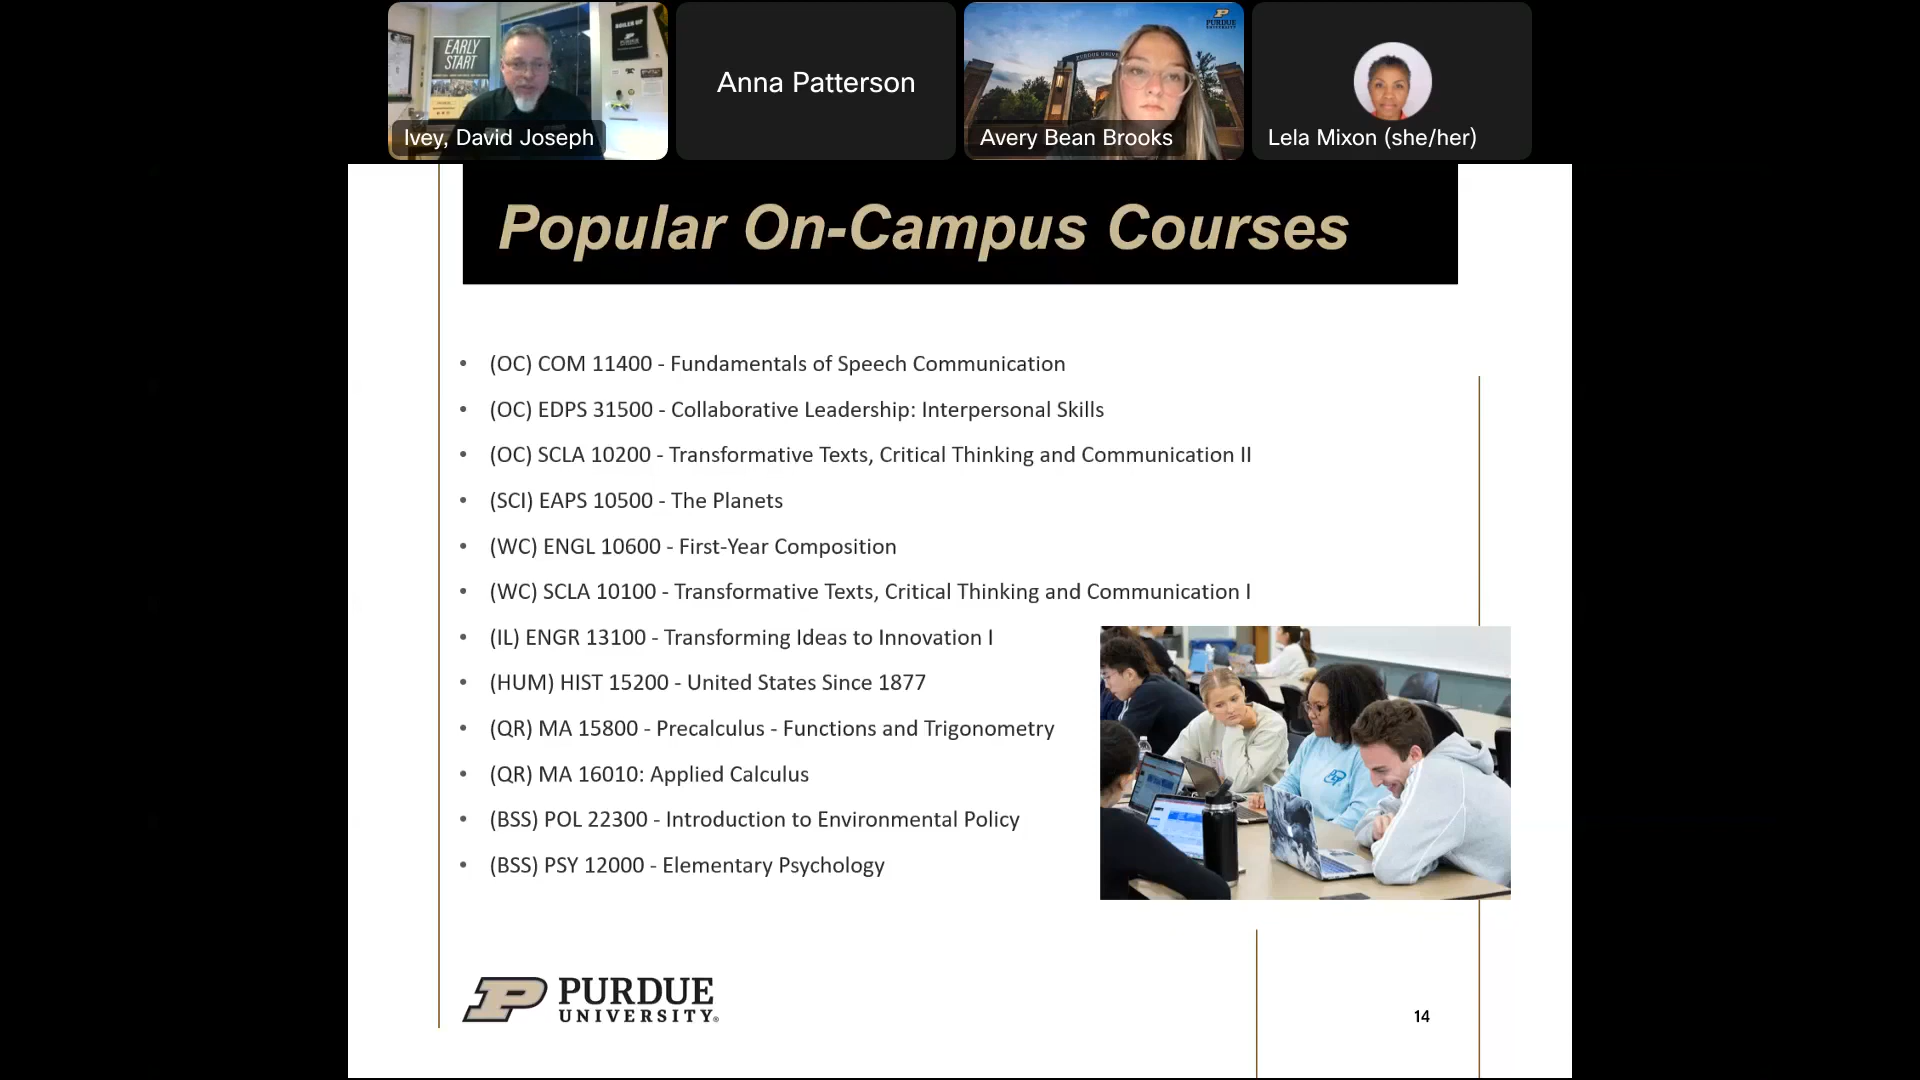 EARLY
START
BOILER UP
Ivey, David Joseph
Anna Patterson
PURDUE
UNIVERSITY
Avery Bean Brooks
Lela Mixon (she/her)
Popular On-Campus Courses
• (OC) COM 11400 - Fundamentals of Speech Communication
• (OC) EDPS 31500 - Collaborative Leadership: Interpersonal Skills
• (OC) SCLA 10200 - Transformative Texts, Critical Thinking and Communication II
• (SCI) EAPS 10500 - The Planets
• (WC) ENGL 10600 - First-Year Composition
• (WC) SCLA 10100 - Transformative Texts, Critical Thinking and Communication I
• (IL) ENGR 13100 - Transforming Ideas to Innovation I
• (HUM) HIST 15200 - United States Since 1877
• (QR) MA 15800 - Precalculus - Functions and Trigonometry
• (QR) MA 16010: Applied Calculus
• (BSS) POL 22300 - Introduction to Environmental Policy
• (BSS) PSY 12000 - Elementary Psychology
PURDUE
UNIVERSITY®
14